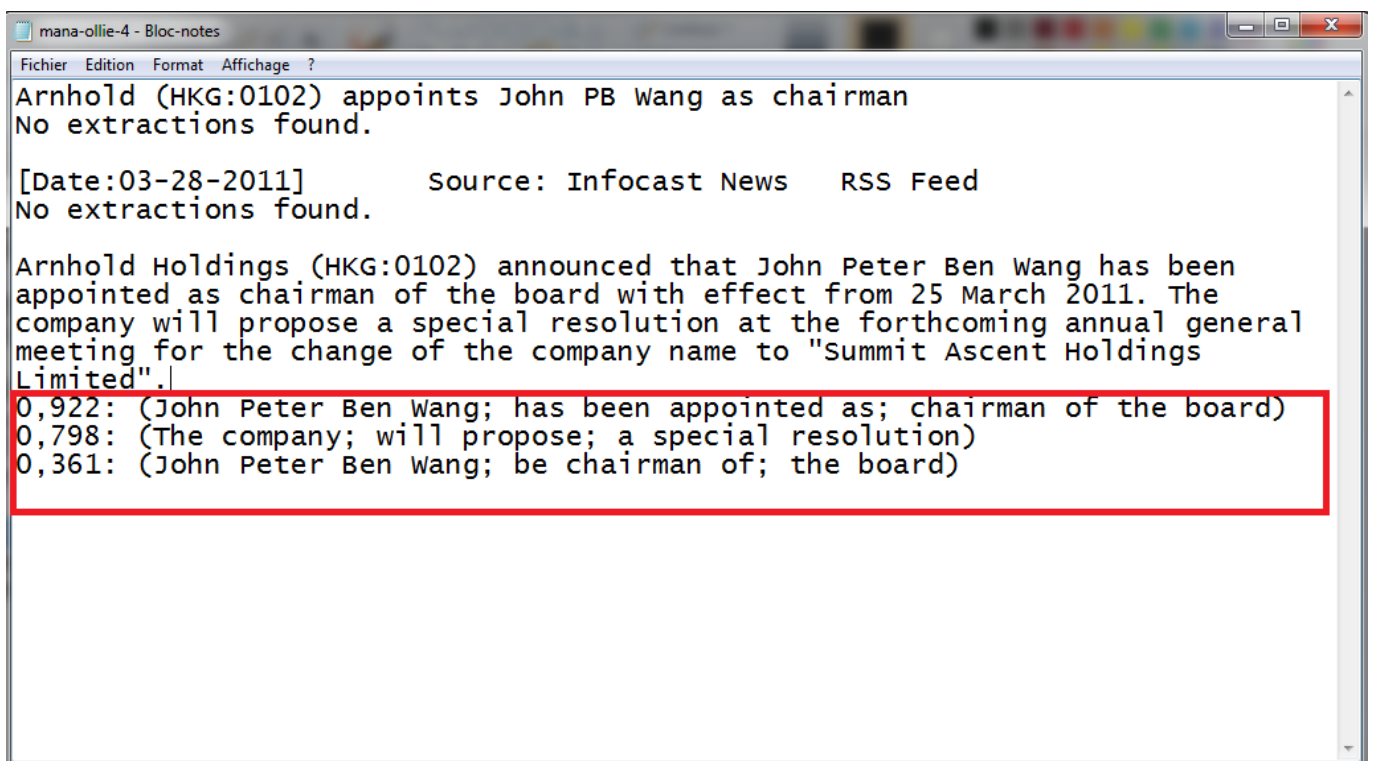 mana-ollie-4 - Bloc-notes
Fichier Edition Format Affichage ?
Arnhold (HKG:0102) appoints John PB Wang as chairman
No extractions found.
[Date:03-28-2011] Source: Infocast News RSS Feed
No extractions found.
Arnhold Holdings (HKG:0102) announced that John Peter Ben Wang has been
appointed as chairman of the board with effect from 25 March 2011. The
company will propose a special resolution at the forthcoming annual general
meeting for the change of the company name to "Summit Ascent Holdings
Limited".
0,922: (John Peter Ben Wang; has been appointed as; chairman of the board)
0,798: (The company; will propose; a special resolution)
0,361: (John Peter Ben Wang; be chairman of; the board)